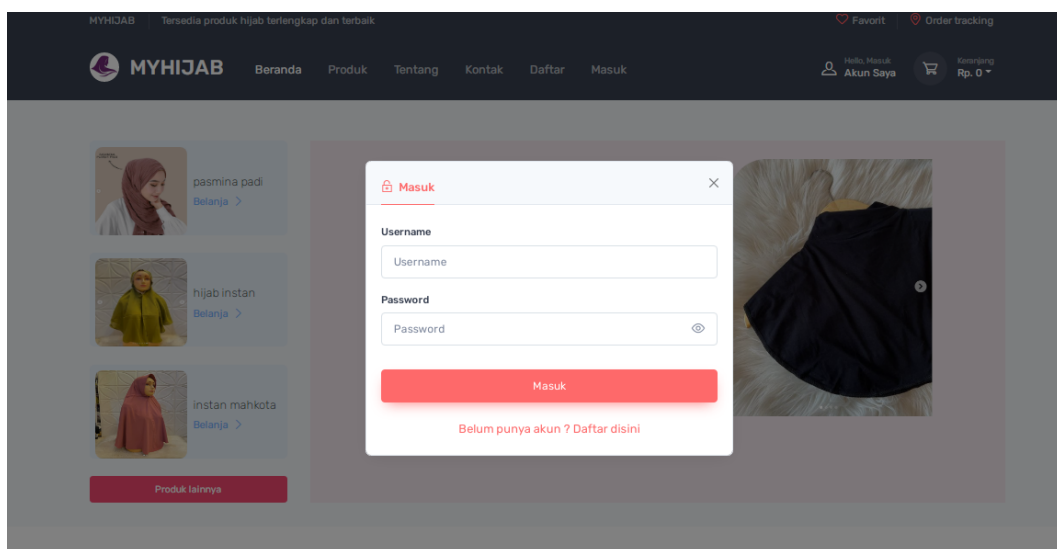 MYHIJAB
Tersedia produk hijab terlengkap dan terbaik
Favorit
Order tracking
MYHIJAB
Beranda
Produk
Tentang
Kontak
Daftar
Masuk
Hello, Masuk
Akun Saya
Keranjang
Rp. 0
pasmina padi
Belanja
hijab instan
Belanja
instan mahkota
Belanja
Produk lainnya
Masuk
Username
Username
Password
Password
Masuk
Belum punya akun ? Daftar disini